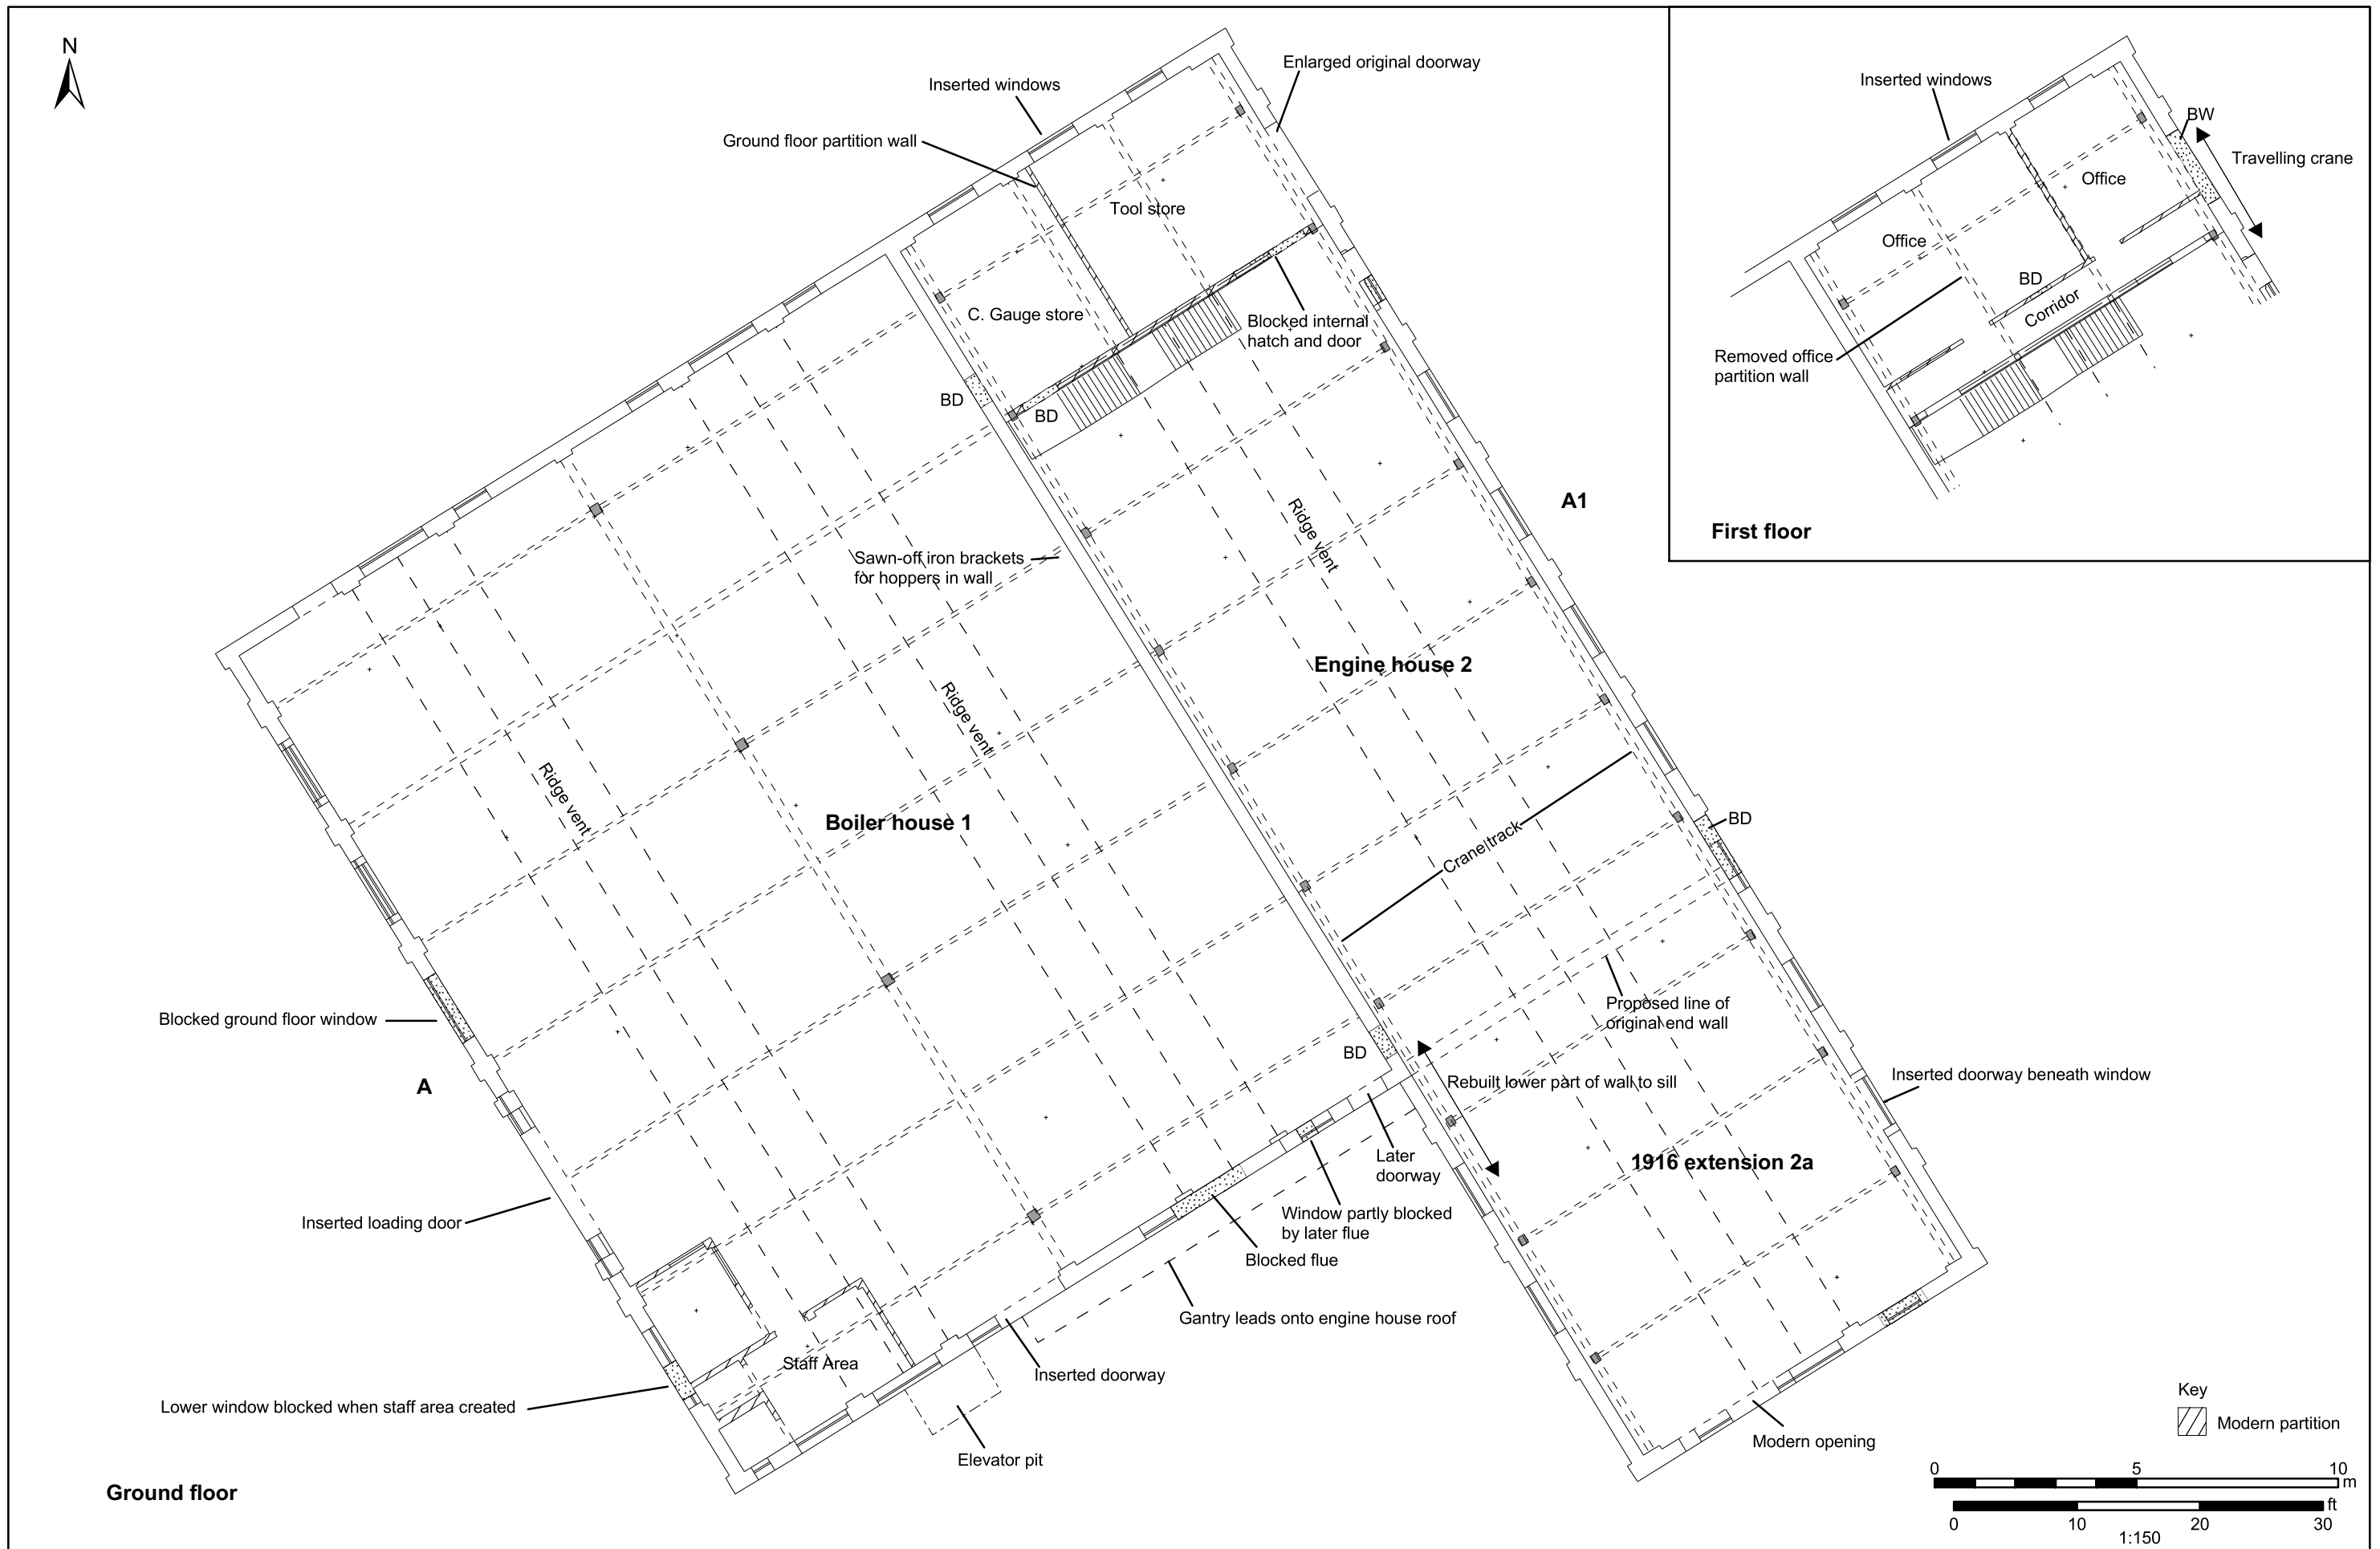 N
Inserted windows
Enlarged original doorway
Ground floor partition wall
Tool store
C. Gauge store
Blocked internal
hatch and door
BD
BD
Sawn-off iron brackets
for hoppers in wall
Ridge vent
A1
Engine house 2
Ridge vent
Ridge vent
Boiler house 1
Crane track
BD
Proposed line of
original end wall
Blocked ground floor window
BD
A
Rebuilt lower part of wall to sill
Inserted doorway beneath window
1916 extension 2a
Later
doorway
Inserted loading door
Window partly blocked
by later flue
Blocked flue
Gantry leads onto engine house roof
Staff Area
Inserted doorway
Lower window blocked when staff area created
Elevator pit
Modern opening
Ground floor
Inserted windows
BW
Travelling crane
Office
Office
BD
Corridor
Removed office
partition wall
First floor
Key
Modern partition
0 5 10
m
ft
0 10 20 30
1:150